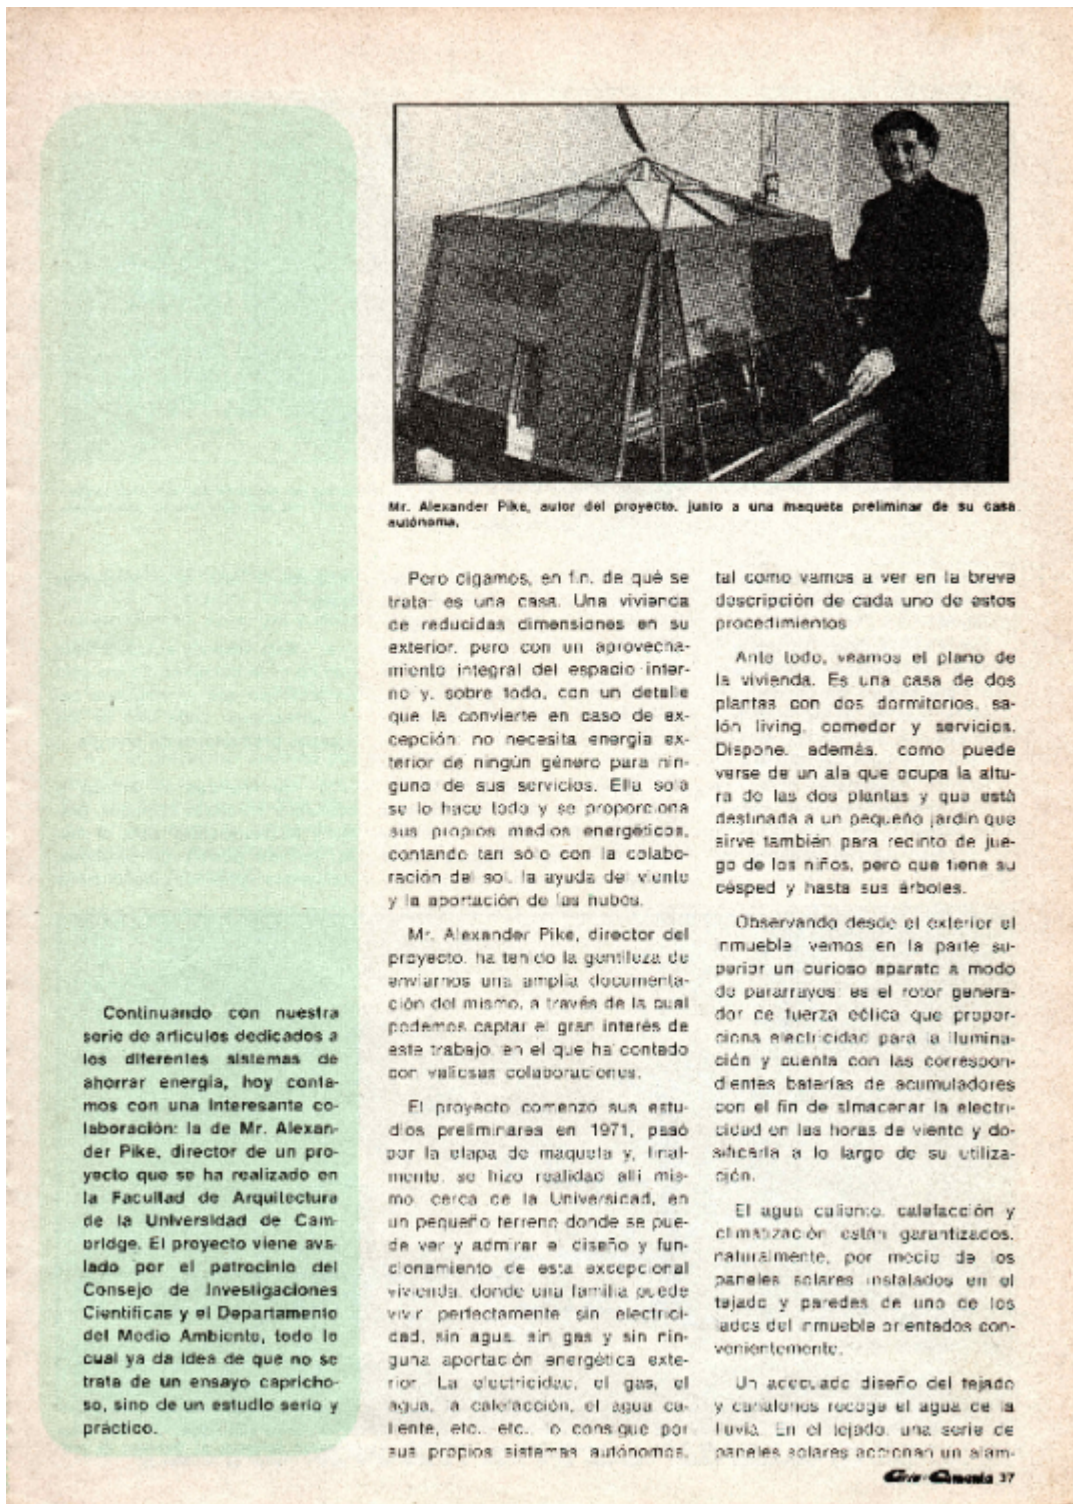 Mr. Alexander Pike, autor del proyecto, junto a una maqueta preliminar de su casa
autónoma.
Continuando con nuestra
serie de artículos dedicados a
los diferentes sistemas de
ahorrar energía, hoy conta-
mos con una interesante co-
laboración: la de Mr. Alexan-
der Pike, director de un pro-
yecto que se ha realizado en
la Facultad de Arquitectura
de la Universidad de Cam-
bridge. El proyecto viene ava-
lado por el patrocinio del
Consejo de Investigaciones
Científicas y el Departamento
del Medio Ambiente, todo lo
cual ya da idea de que no se
trata de un ensayo capricho-
so, sino de un estudio serio y
práctico.
Pero digamos, en fin, de qué se
trata: es una casa. Una vivienda
de reducidas dimensiones en su
exterior, pero con un aprovecha-
miento integral del espacio inter-
no y, sobre todo, con un detalle
que la convierte en caso de ex-
cepción: no necesita energía ex-
terior de ningún género para nin-
guno de sus servicios. Ella sola
se lo hace todo y se proporciona
sus propios medios energéticos,
contando tan sólo con la colabo-
ración del sol, la ayuda del viento
y la aportación de las nubes.
Mr. Alexander Pike, director del
proyecto, ha tenido la gentileza de
enviarnos una amplia documenta-
ción del mismo, a través de la cual
podemos captar el gran interés de
este trabajo, en el que ha contado
con valiosas colaboraciones.
El proyecto comenzó sus estu-
dios preliminares en 1971, pasó
por la etapa de maqueta y, final-
mente, se hizo realidad allí mis-
mo, cerca de la Universidad, en
un pequeño terreno donde se pue-
de ver y admirar el diseño y fun-
cionamiento de esta excepcional
vivienda, donde una familia puede
vivir perfectamente sin electrici-
dad, sin agua, sin gas y sin nin-
guna aportación energética exte-
rior. La electricidad, el gas, el
agua, la calefacción, el agua ca-
liente, etc., etc., lo consigue por
sus propios sistemas autónomos,
tal como vamos a ver en la breve
descripción de cada uno de estos
procedimientos
Ante todo, veamos el plano de
la vivienda. Es una casa de dos
plantas con dos dormitorios, sa-
lón living, comedor y servicios.
Dispone, además, como puede
verse de un ala que ocupa la altu-
ra de las dos plantas y que está
destinada a un pequeño jardín que
sirve también para recinto de jue-
go de los niños, pero que tiene su
césped y hasta sus árboles.
Observando desde el exterior el
inmueble vemos en la parte su-
perior un curioso aparato a modo
de pararrayos: es el rotor genera-
dor de fuerza eólica que propor-
ciona electricidad para la ilumina-
ción y cuenta con las correspon-
dientes baterías de acumuladores
con el fin de almacenar la electri-
cidad en las horas de viento y do-
sificarla a lo largo de su utiliza-
ción.
El agua caliente, calefacción y
climatización están garantizados,
naturalmente, por medio de los
paneles solares instalados en el
tejado y paredes de uno de los
lados del inmueble orientados con-
venientemente.
Un adecuado diseño del tejado
y canalones recoge el agua de la
lluvia. En el tejado, una serie de
paneles solares accionan un alam-
37